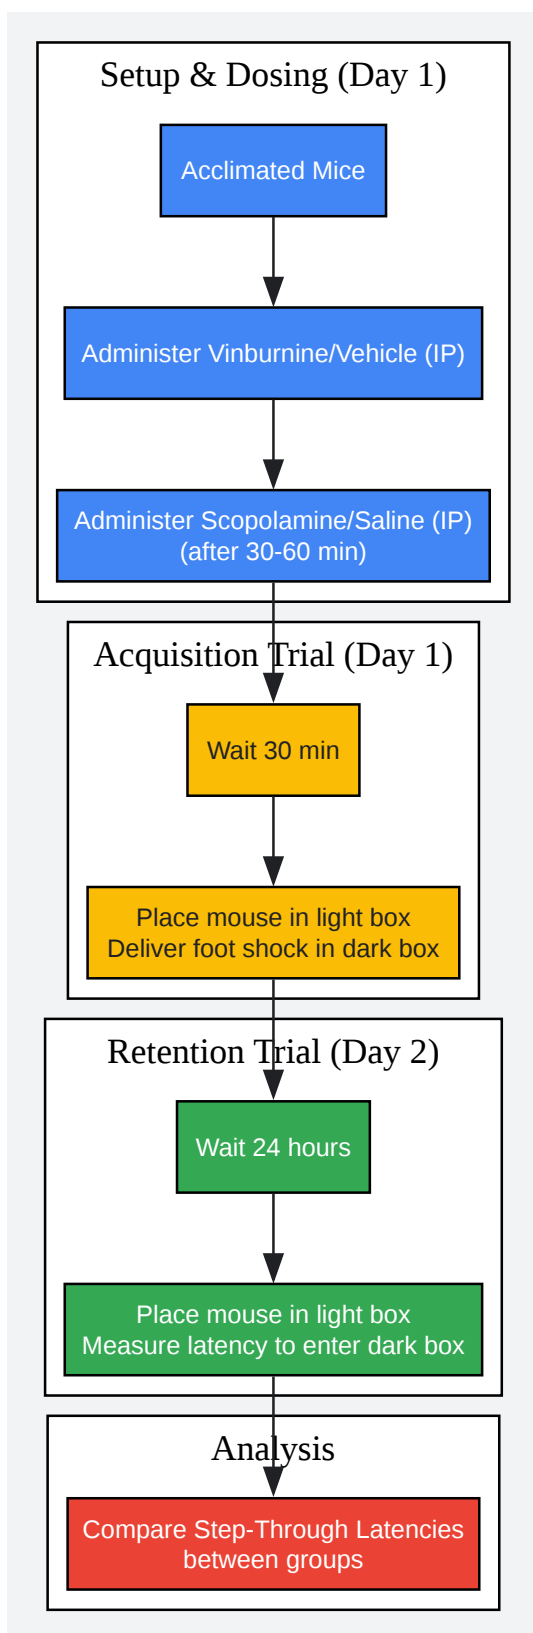 Setup & Dosing (Day 1)
Acclimated Mice
Administer Vinburnine/Vehicle (IP)
Administer Scopolamine/Saline (IP)
(after 30-60 min)
Acquisition Trial (Day 1)
Wait 30 min
Place mouse in light box
Deliver foot shock in dark box
Retention Trial (Day 2)
Wait 24 hours
Place mouse in light box
Measure latency to enter dark box
Analysis
Compare Step-Through Latencies
between groups